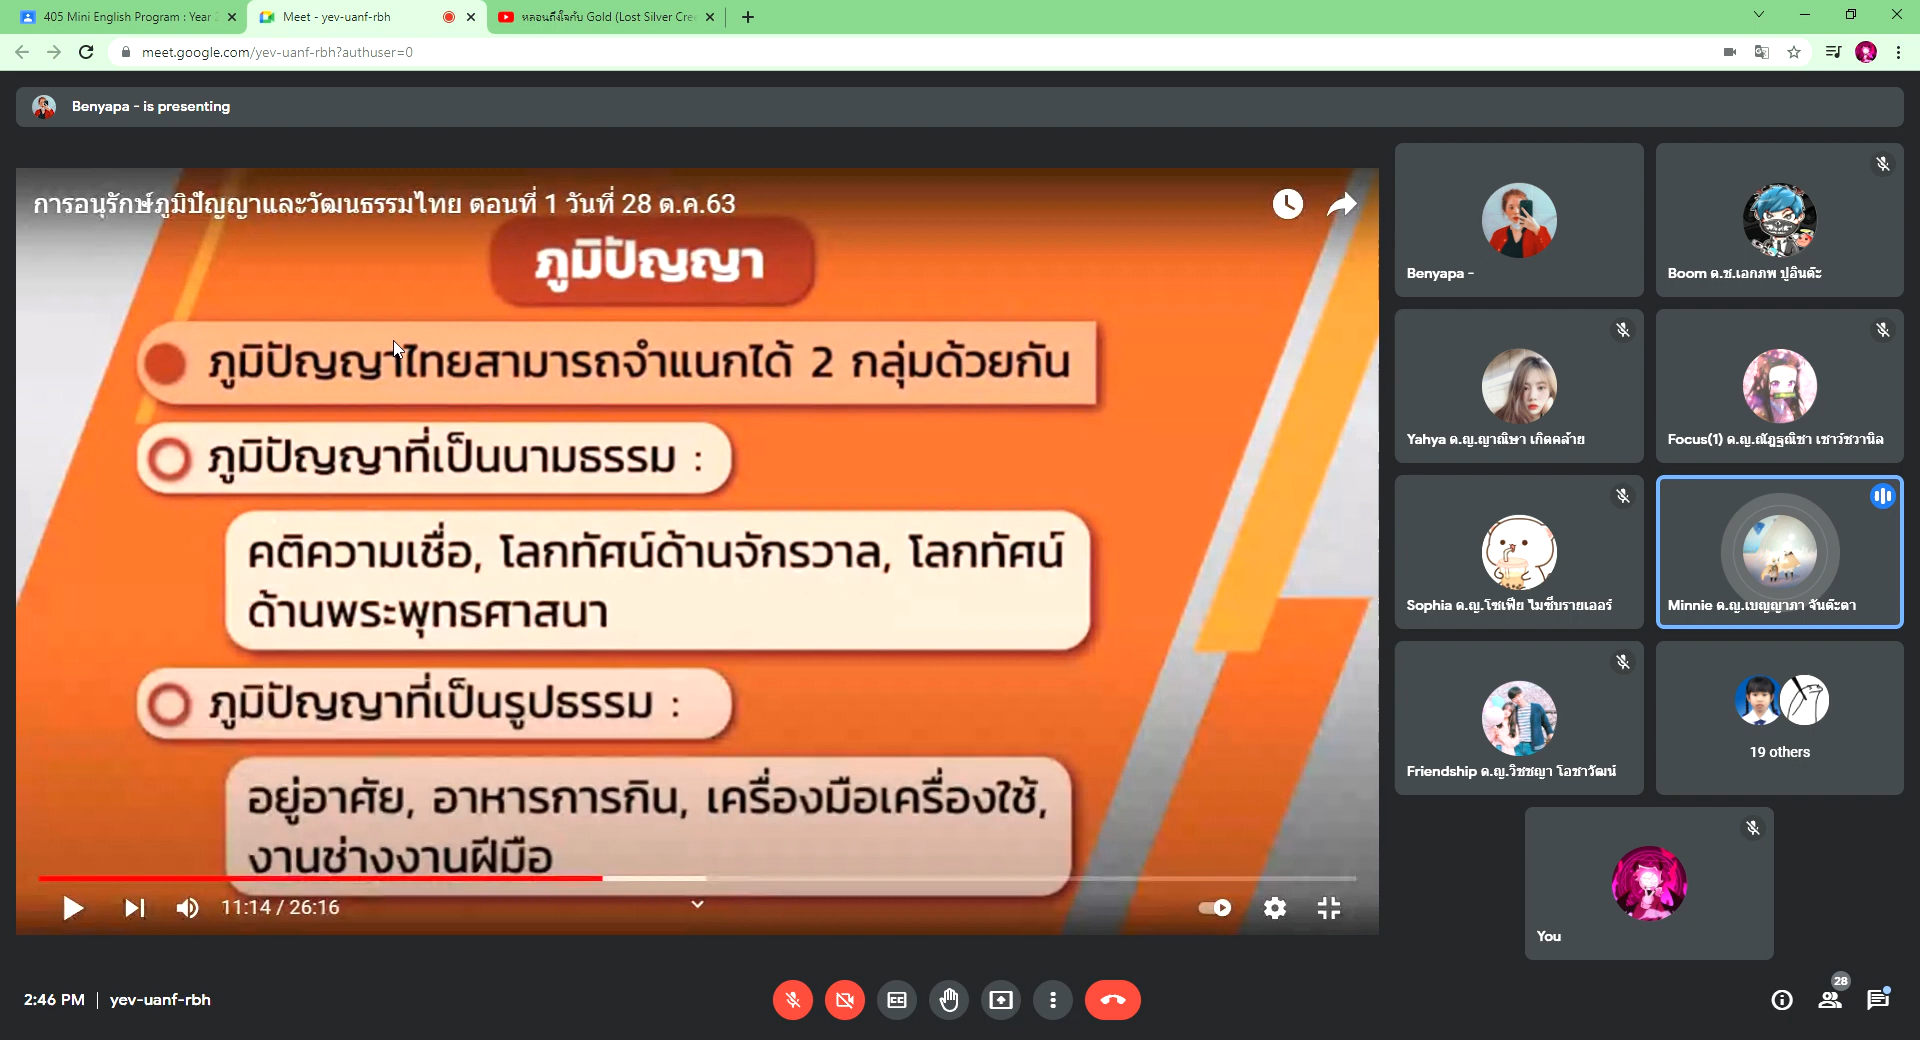 405 Mini English Program : Year
Meet - yev-uanf-rbh
หลอนถึงใจกับ Gold (Lost Silver Cre
meet.google.com/yev-uanf-rbh?authuser=0
Benyapa - is presenting
การอนุรักษ์ภูมิปัญญาและวัฒนธรรมไทย ตอนที่ 1 วันที่ 28 ต.ค.63
ภูมิปัญญา
ภูมิปัญญาไทยสามารถจำแนกได้ 2 กลุ่มด้วยกัน
ภูมิปัญญาที่เป็นนามธรรม :
คติความเชื่อ, โลกทัศน์ด้านจักรวาล, โลกทัศน์
ด้านพระพุทธศาสนา
ภูมิปัญญาที่เป็นรูปธรรม :
อยู่อาศัย, อาหารการกิน, เครื่องมือเครื่องใช้,
งานช่างงานฝีมือ
11:14 / 26:16
Benyapa -
Boom ด.ช.เอกภพ ปูอินต๊ะ
Yahya ด.ญ.ญาณิษา เกิดคล้าย
Focus(1) ด.ญ.ณัฏฐณิชา เชาว์ชวานิล
Sophia ด.ญ.โซเฟีย ไมซึ่บรายเออร์
Minnie ด.ญ.เบญญาภา จันต๊ะตา
Friendship ด.ญ.วิชชญา โอชาวัฒน์
19 others
You
2:46 PM | yev-uanf-rbh
28